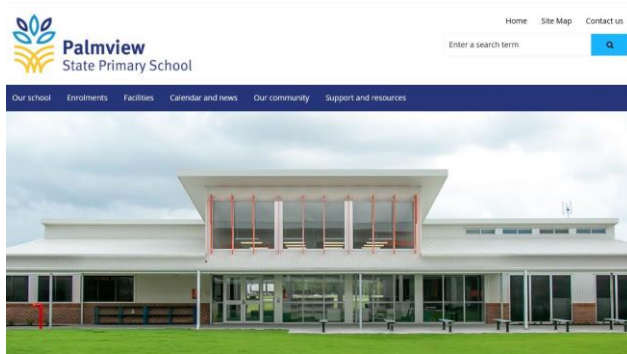 Home Site Map Contact us
Palmview
State Primary School
Enter a search term
Our school Enrolments Facilities Calendar and news Our community Support and resources